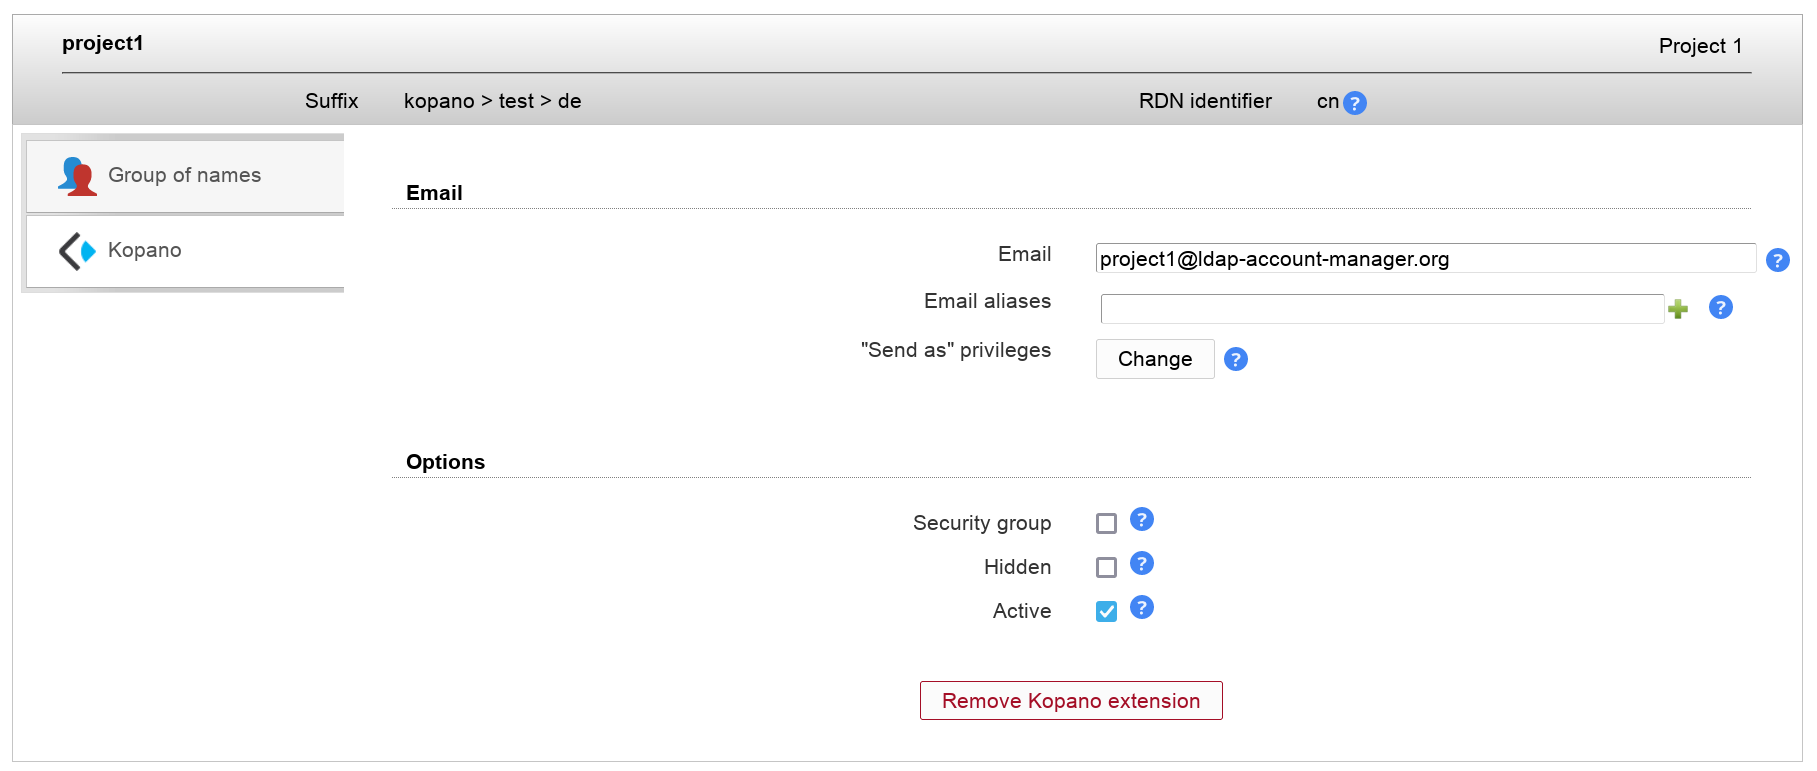 project1
Project 1
Suffix kopano > test > de RDN identifier cn ?
Group of names
Kopano
Email
Email project1@ldap-account-manager.org ?
Email aliases ?
"Send as" privileges Change ?
Options
Security group ?
Hidden ?
Active ?
Remove Kopano extension